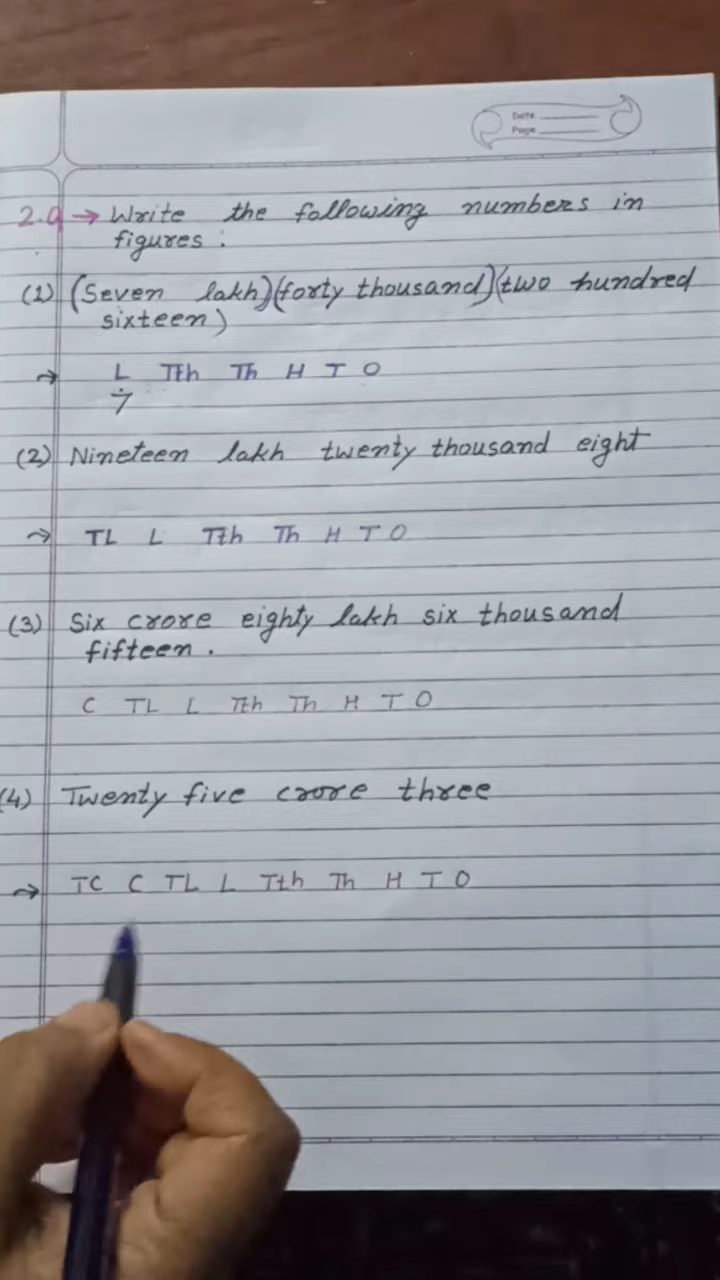 Date
Page
2.9 → Write the following numbers in
figures :
(1) (Seven lakh)(forty thousand)(two hundred
sixteen)
→ L Tth Th H T O
7
(2) Nineteen lakh twenty thousand eight
→ TL L Tth Th H T O
(3) Six crore eighty lakh six thousand
fifteen .
C TL L Tth Th H T O
(4) Twenty five crore three
→ TC C TL L Tth Th H T O